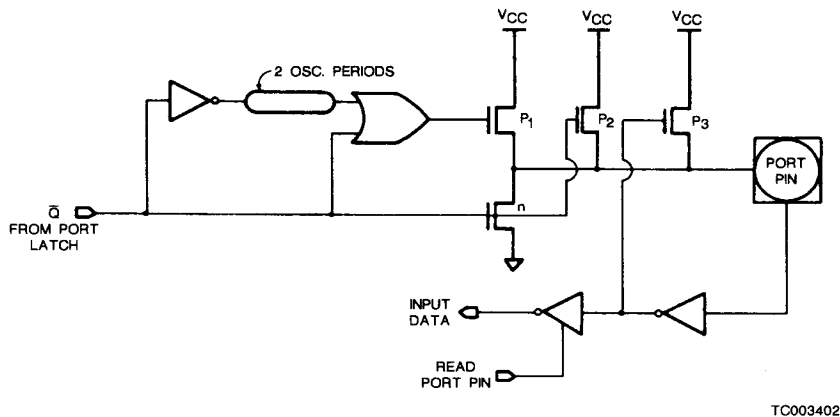 VCC VCC VCC
2 OSC. PERIODS
P1 P2 P3
PORT
PIN
Q̅
n
FROM PORT
LATCH
INPUT
DATA
READ
PORT PIN
TC003402